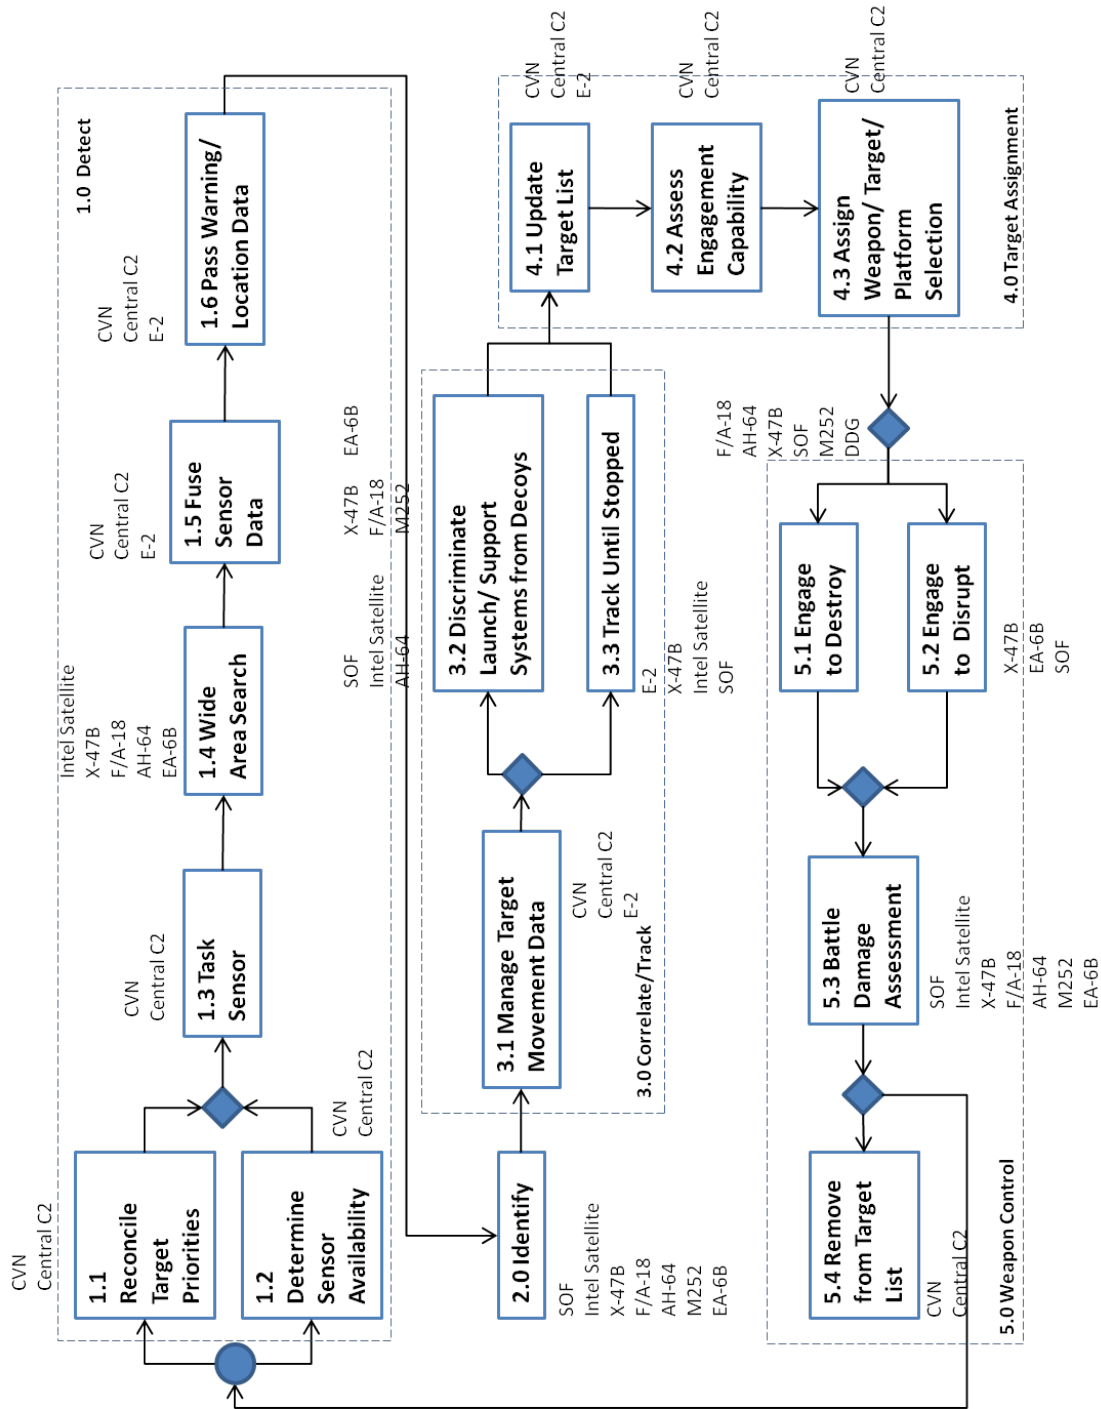 1.0 Detect
CVN
Central C2
1.1
Reconcile
Target
Priorities
1.2
Determine
Sensor
Availability
CVN
Central C2
CVN
Central C2
1.3 Task
Sensor
Intel Satellite
X-47B
F/A-18
AH-64
EA-6B
1.4 Wide
Area Search
CVN
Central C2
E-2
1.5 Fuse
Sensor
Data
CVN
Central C2
E-2
1.6 Pass Warning/
Location Data
2.0 Identify
SOF
Intel Satellite
X-47B
F/A-18
AH-64
M252
EA-6B
3.1 Manage Target
Movement Data
CVN
Central C2
E-2
3.0 Correlate/Track
SOF
Intel Satellite
AH-64
X-47B
F/A-18
M252
EA-6B
3.2 Discriminate
Launch/ Support
Systems from Decoys
3.3 Track Until Stopped
E-2
X-47B
Intel Satellite
SOF
CVN
Central C2
E-2
4.1 Update
Target List
CVN
Central C2
4.2 Assess
Engagement
Capability
CVN
Central C2
4.3 Assign
Weapon/ Target/
Platform
Selection
4.0 Target Assignment
F/A-18
AH-64
X-47B
SOF
M252
DDG
5.1 Engage
to Destroy
5.2 Engage
to Disrupt
X-47B
EA-6B
SOF
5.3 Battle
Damage
Assessment
SOF
Intel Satellite
X-47B
F/A-18
AH-64
M252
EA-6B
5.4 Remove
from Target
List
CVN
Central C2
5.0 Weapon Control